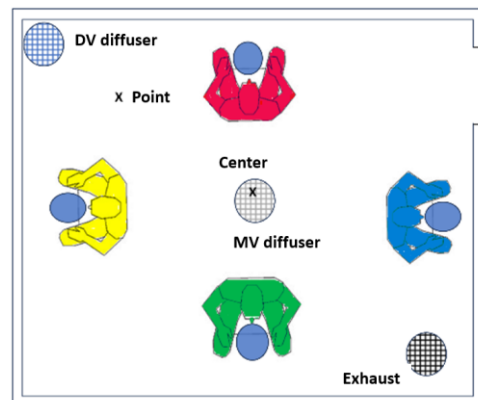 DV diffuser
x Point
Center
x
MV diffuser
Exhaust